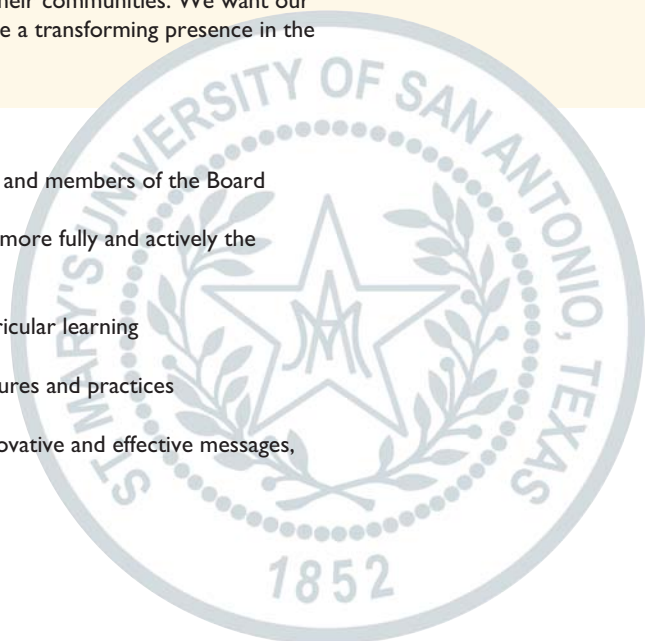 their communities. We want our
e a transforming presence in the
and members of the Board
more fully and actively the
ricular learning
ures and practices
ovative and effective messages,
ST. MARY'S UNIVERSITY OF SAN ANTONIO, TEXAS
1852